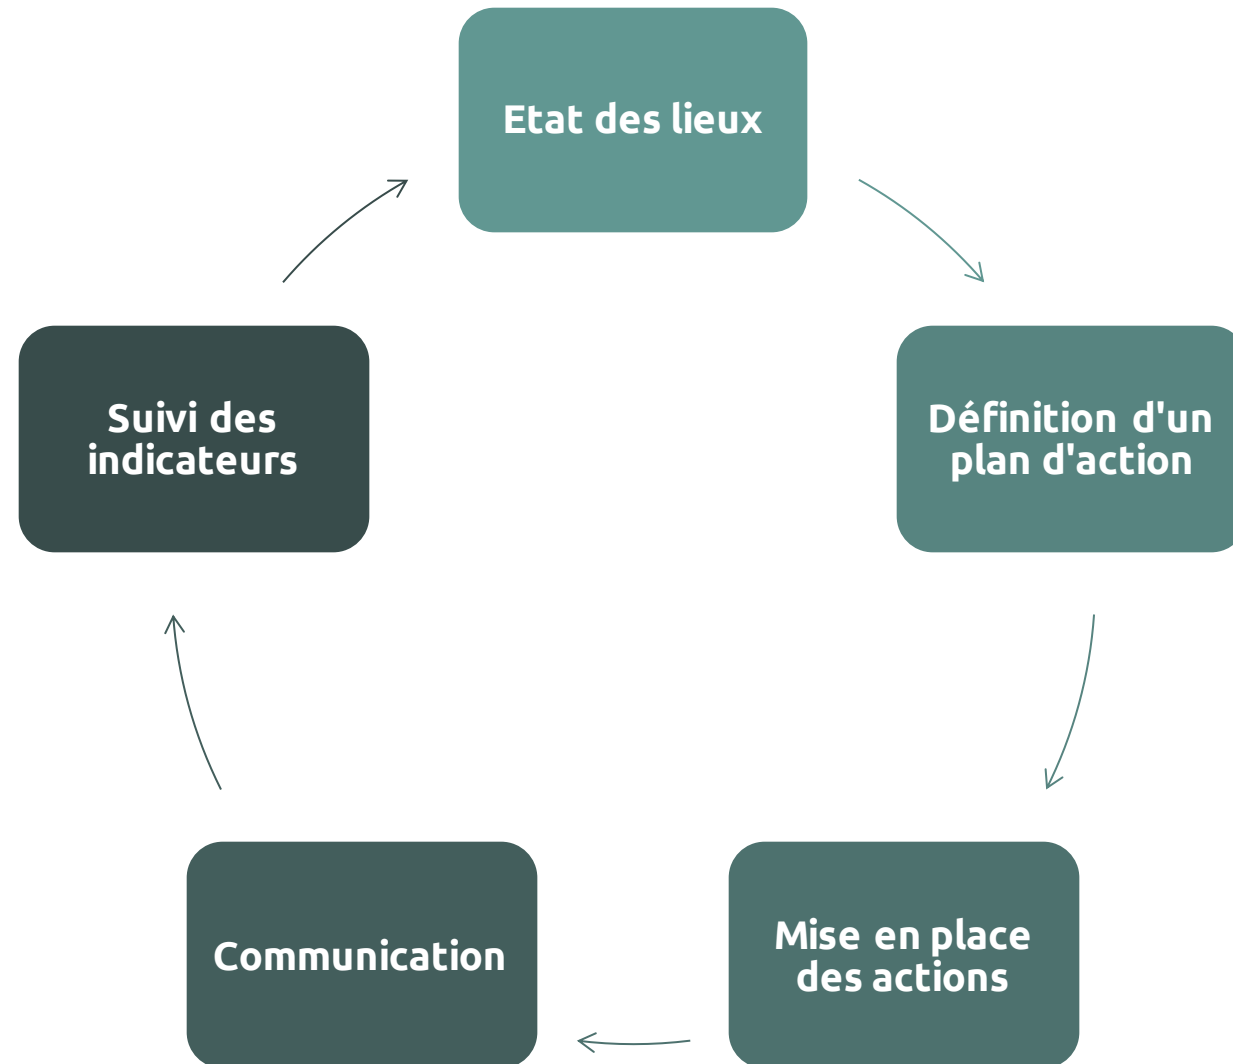 Etat des lieux
Définition d'un
plan d'action
Mise en place
des actions
Communication
Suivi des
indicateurs